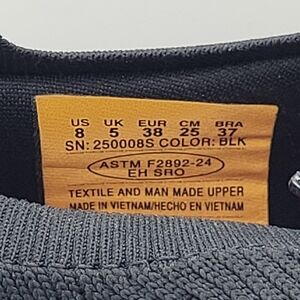 US UK EUR CM BRA
8 5 38 25 37
SN: 250008S COLOR: BLK
ASTM F2892-24
EH SRO
TEXTILE AND MAN MADE UPPER
MADE IN VIETNAM/HECHO EN VIETNAM